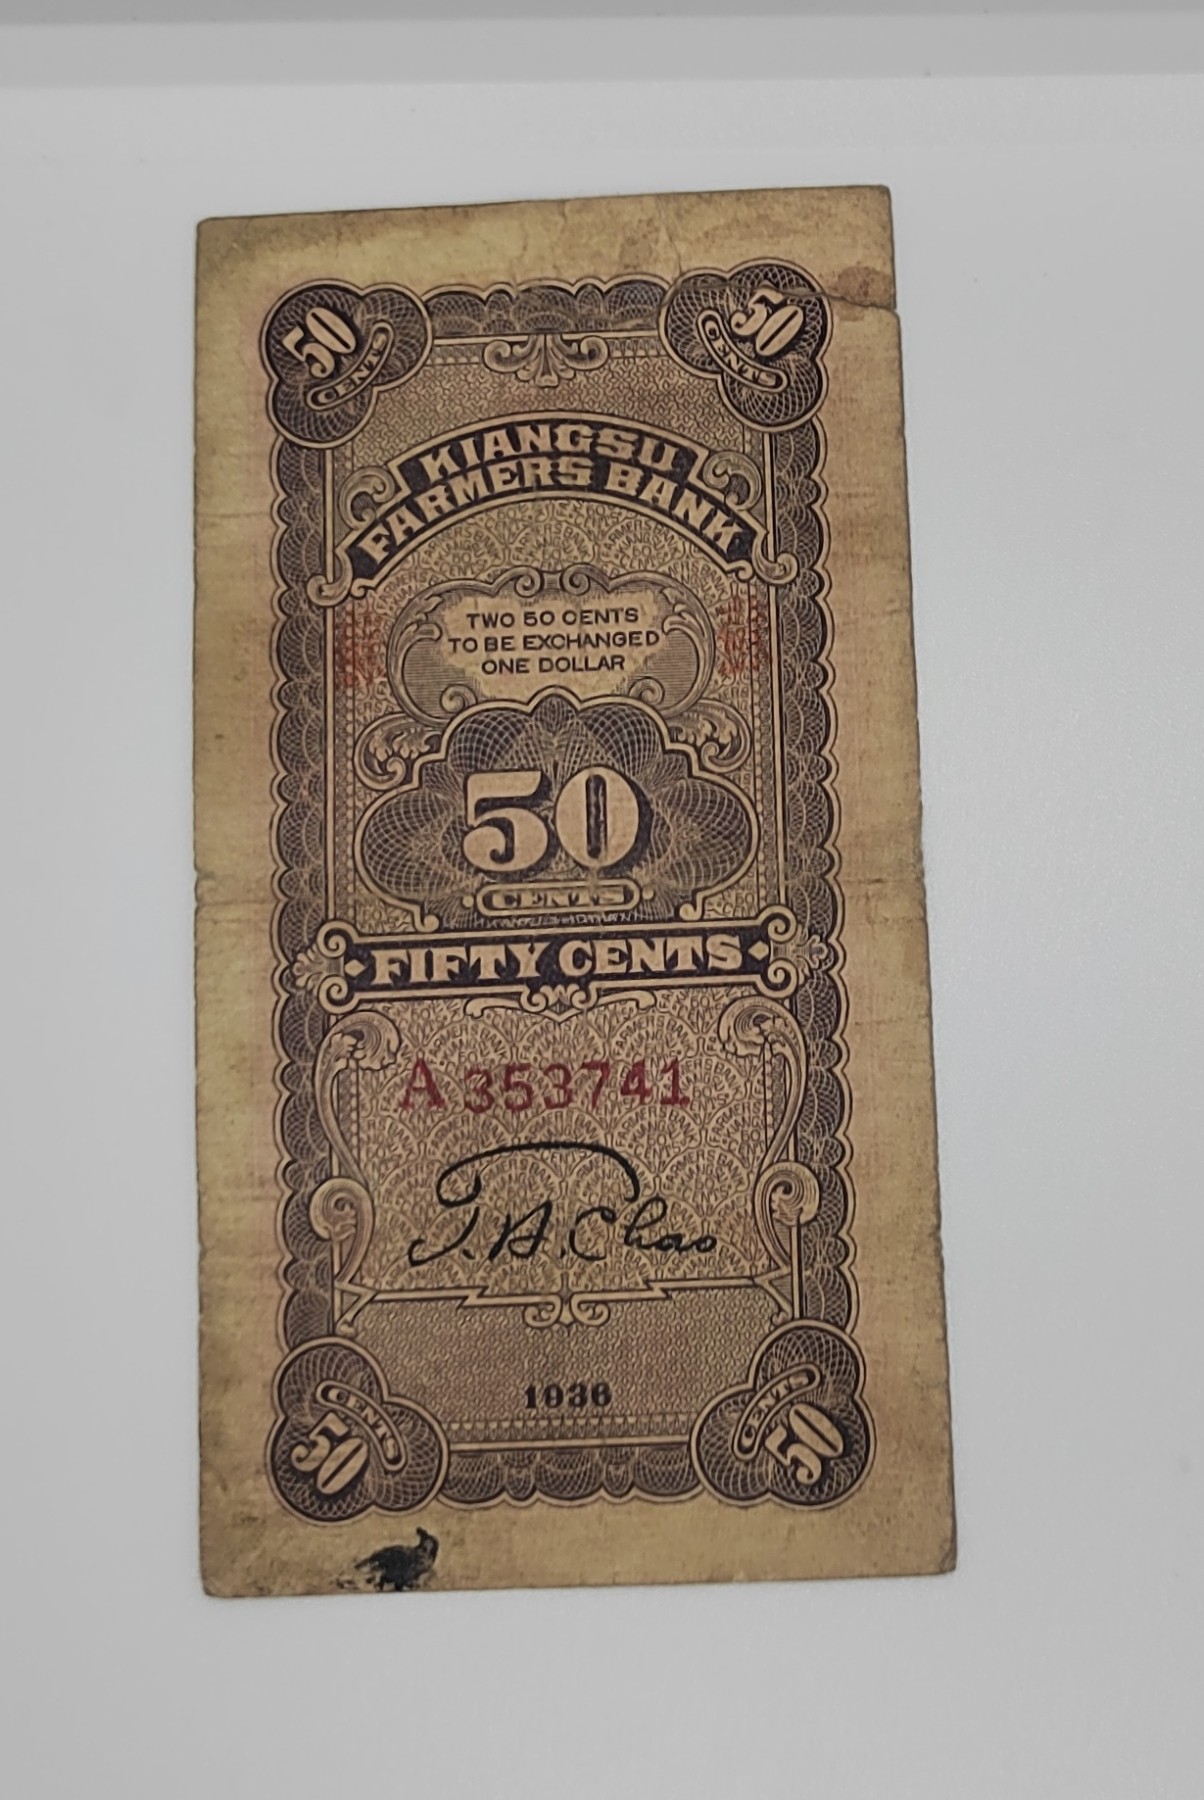 50 CENTS
50 CENTS
KIANGSU
FARMERS BANK
TWO 50 CENTS
TO BE EXCHANGED
ONE DOLLAR
50
CENTS
FIFTY CENTS
A 353741
T. A. Chao
1936
CENTS 50
CENTS 50